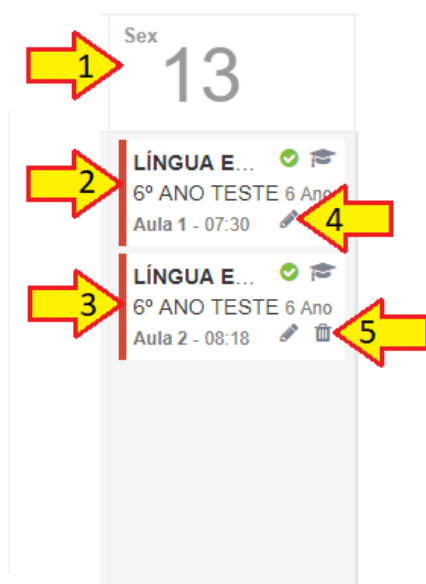 Sex
1
13
LÍNGUA E...
2
6º ANO TESTE 6 Ano
Aula 1 - 07:30
4
LÍNGUA E...
3
6º ANO TESTE 6 Ano
Aula 2 - 08:18
5